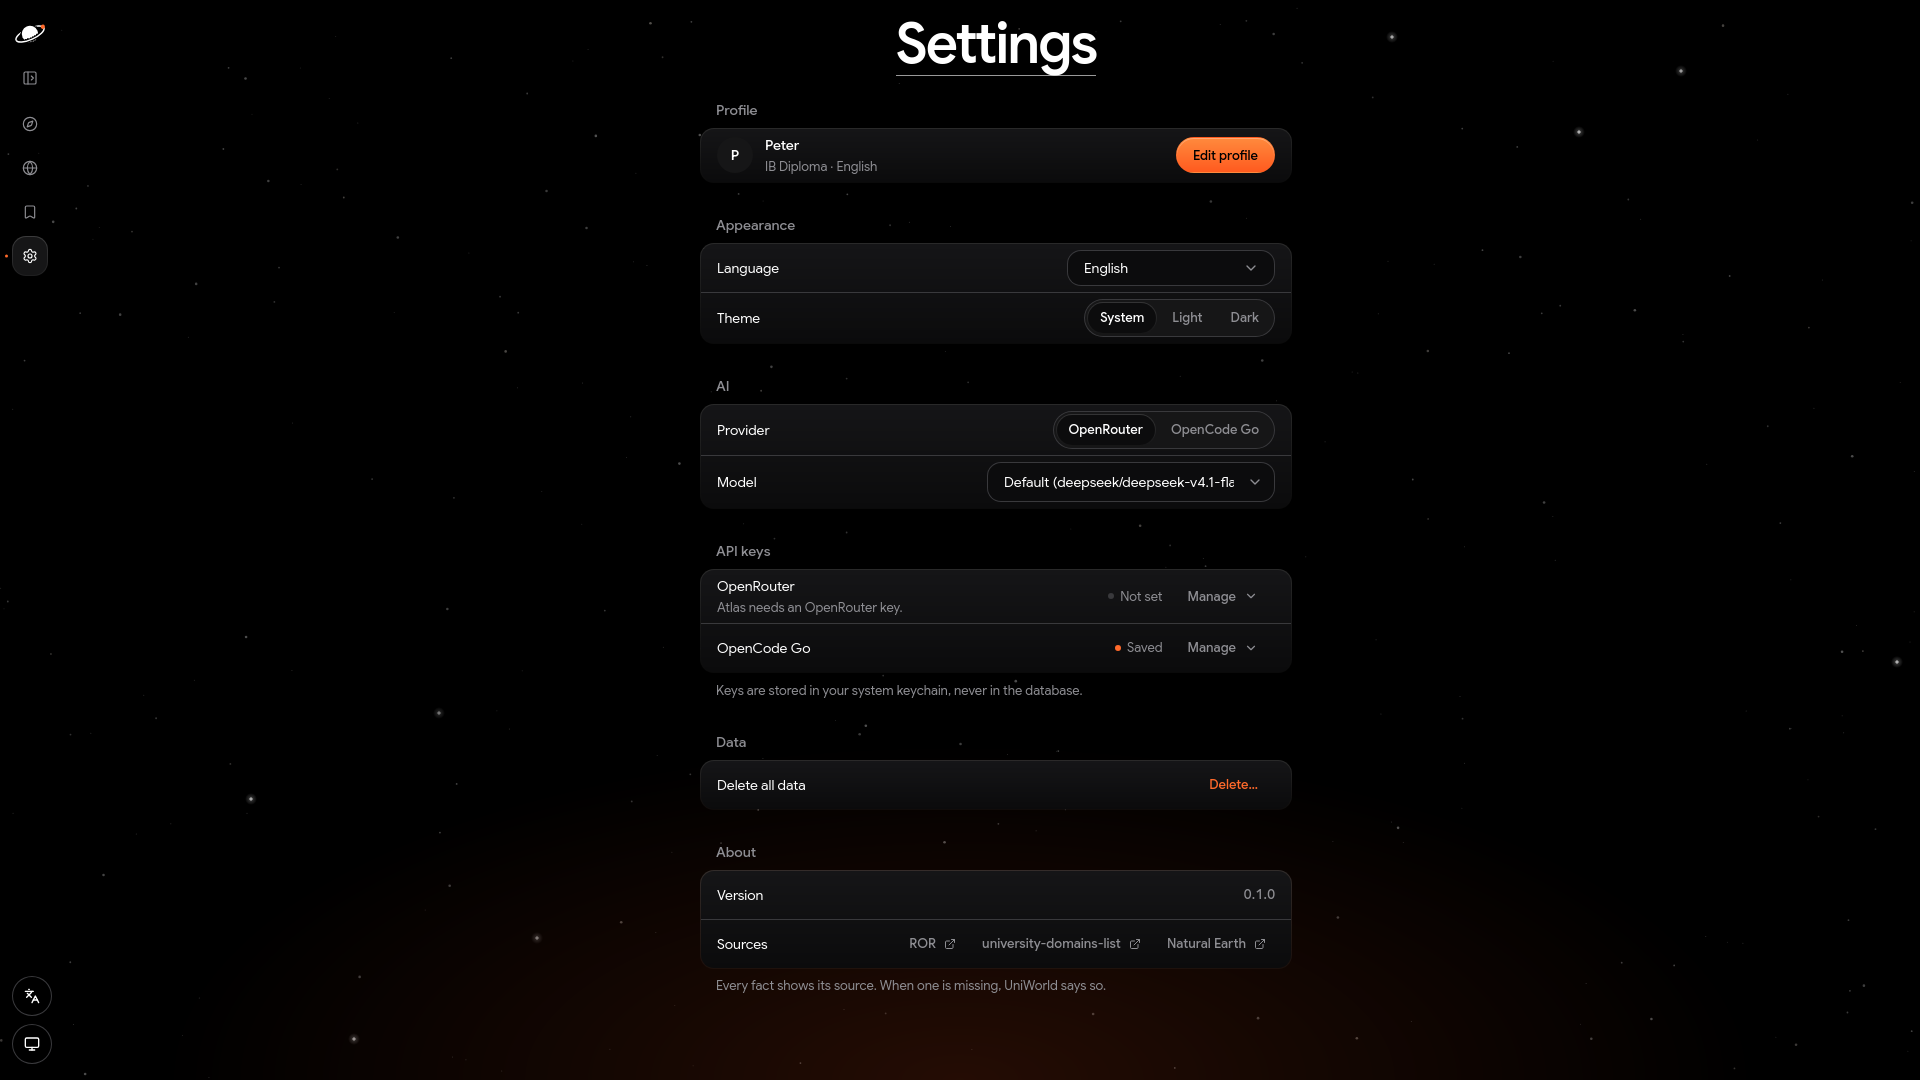 Settings
Profile
P
Peter
IB Diploma · English
Edit profile
Appearance
Language
English
Theme
System Light Dark
AI
Provider
OpenRouter OpenCode Go
Model
Default (deepseek/deepseek-v4.1-fla
API keys
OpenRouter
Atlas needs an OpenRouter key.
Not set Manage
OpenCode Go
Saved Manage
Keys are stored in your system keychain, never in the database.
Data
Delete all data
Delete...
About
Version
0.1.0
Sources
ROR university-domains-list Natural Earth
Every fact shows its source. When one is missing, UniWorld says so.